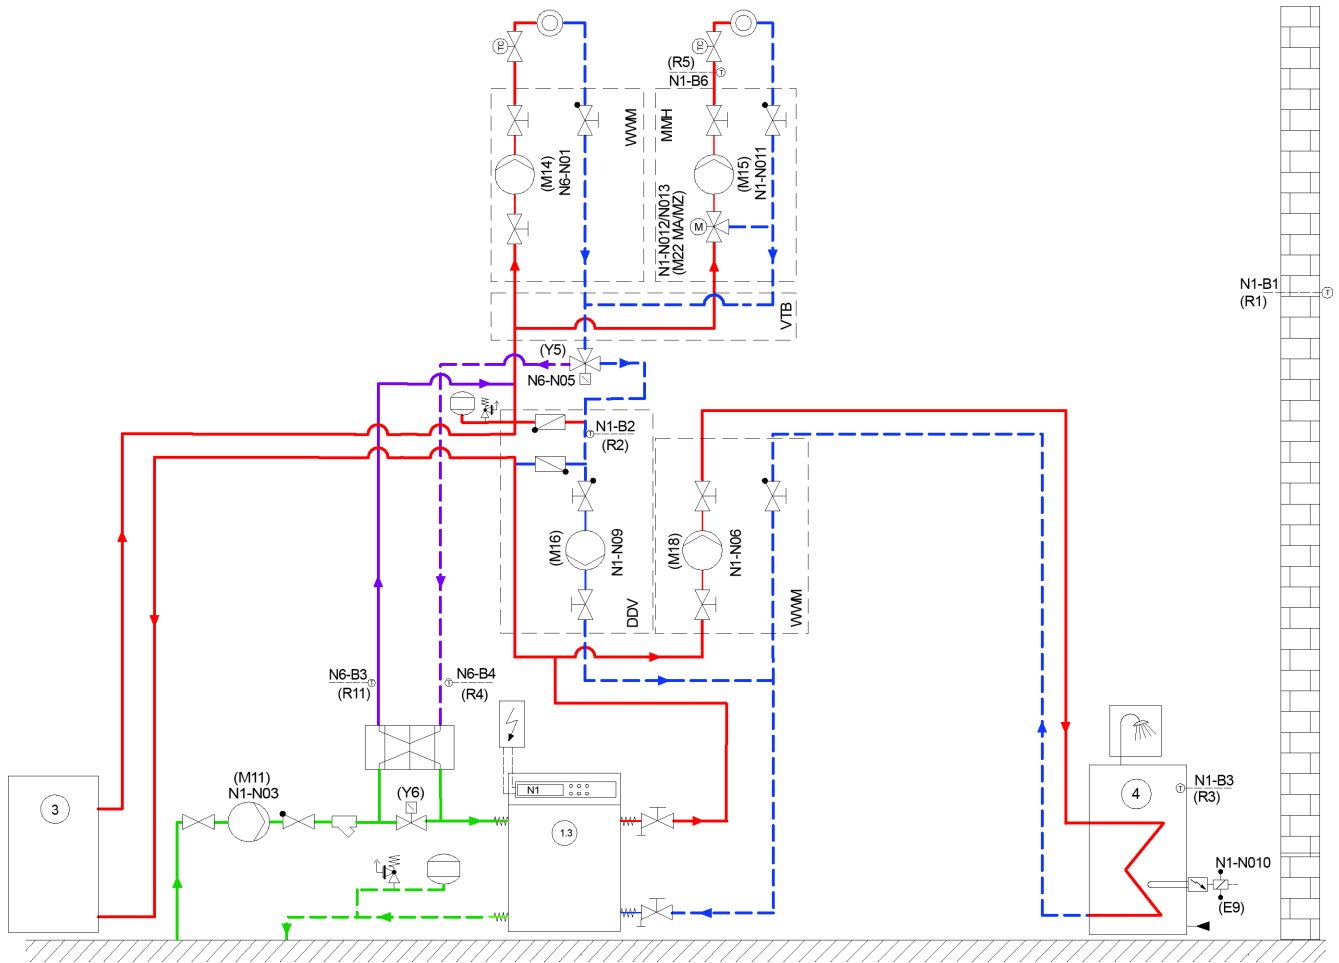 TC
TC
(R5)
N1-B6
WWM
MMH
(M14)
N6-N01
(M15)
N1-N011
N1-N012/N013
(M22 MA/MZ)
M
T
N1-B1
(R1)
T
VTB
(Y5)
N6-N05
N1-B2
(R2)
T
(M16)
N1-N09
(M18)
N1-N06
DDV
WWM
N6-B3
(R11)
T
N6-B4
(R4)
T
(M11)
N1-N03
(Y6)
N1
3
1.3
4
N1-B3
(R3)
T
N1-N010
(E9)